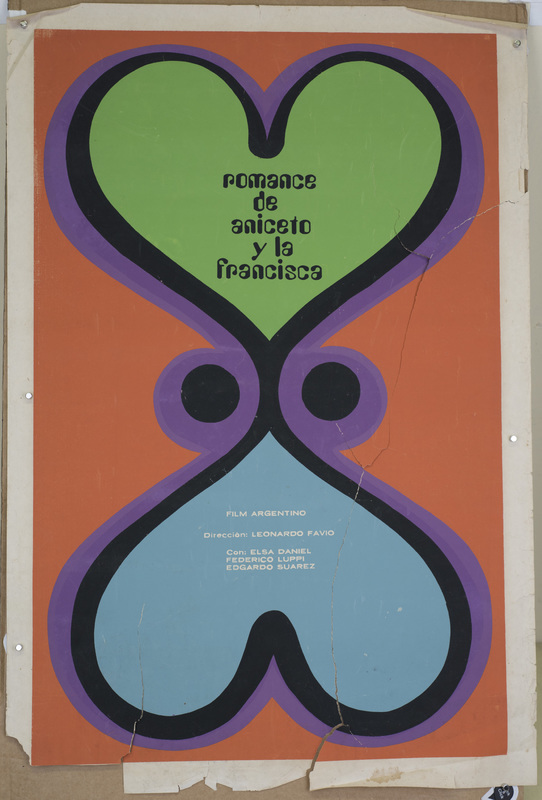 romance
de
aniceto
y la
francisca
FILM ARGENTINO
Dirección: LEONARDO FAVIO
Con: ELSA DANIEL
FEDERICO LUPPI
EDGARDO SUAREZ